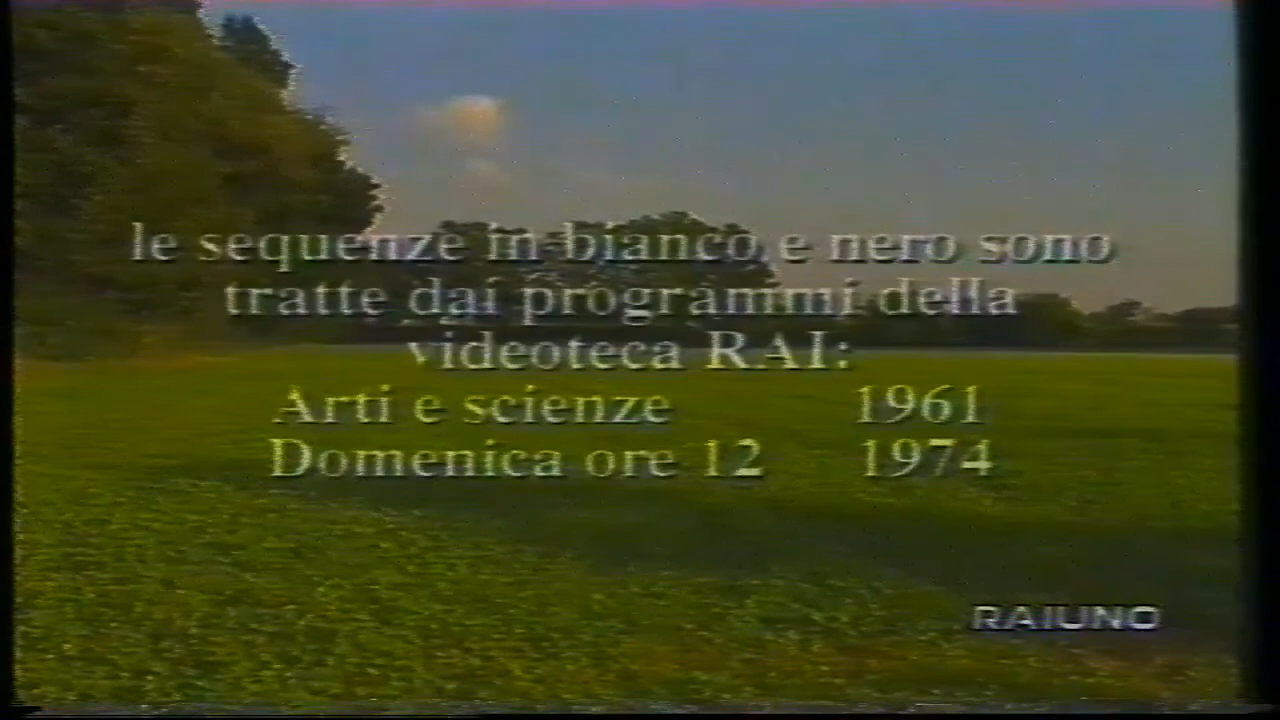 le sequenze in bianco e nero sono
tratte dai programmi della
videoteca RAI:
Arti e scienze 1961
Domenica ore 12 1974
RAIUNO